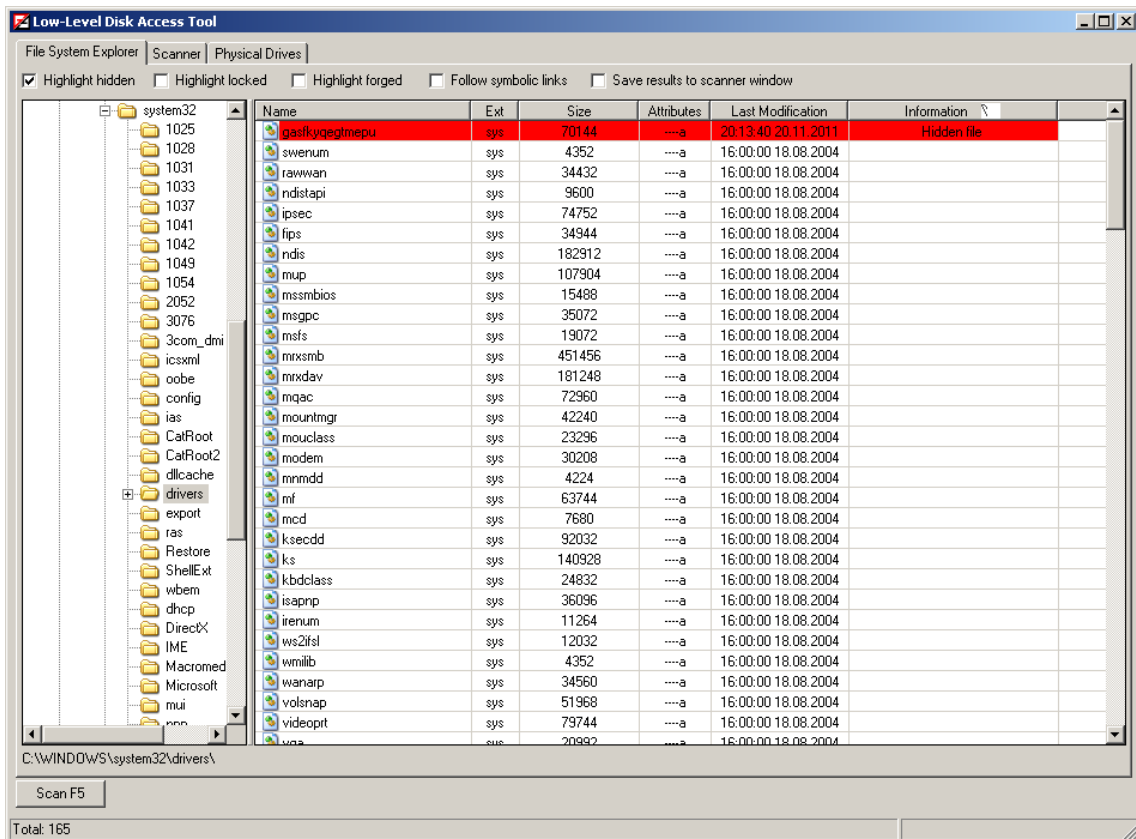 Low-Level Disk Access Tool
File System Explorer Scanner Physical Drives
Highlight hidden Highlight locked Highlight forged Follow symbolic links Save results to scanner window
system32
1025
1028
1031
1033
1037
1041
1042
1049
1054
2052
3076
3com_dmi
icsxml
oobe
config
ias
CatRoot
CatRoot2
dllcache
drivers
export
ras
Restore
ShellExt
wbem
dhcp
DirectX
IME
Macromed
Microsoft
mui
Name Ext Size Attributes Last Modification Information
gasfkyqegtmepu sys 70144 ----a 20:13:40 20.11.2011 Hidden file
swenum sys 4352 ----a 16:00:00 18.08.2004
rawwan sys 34432 ----a 16:00:00 18.08.2004
ndistapi sys 9600 ----a 16:00:00 18.08.2004
ipsec sys 74752 ----a 16:00:00 18.08.2004
fips sys 34944 ----a 16:00:00 18.08.2004
ndis sys 182912 ----a 16:00:00 18.08.2004
mup sys 107904 ----a 16:00:00 18.08.2004
mssmbios sys 15488 ----a 16:00:00 18.08.2004
msgpc sys 35072 ----a 16:00:00 18.08.2004
msfs sys 19072 ----a 16:00:00 18.08.2004
mrxsmb sys 451456 ----a 16:00:00 18.08.2004
mrxdav sys 181248 ----a 16:00:00 18.08.2004
mqac sys 72960 ----a 16:00:00 18.08.2004
mountmgr sys 42240 ----a 16:00:00 18.08.2004
mouclass sys 23296 ----a 16:00:00 18.08.2004
modem sys 30208 ----a 16:00:00 18.08.2004
mnmdd sys 4224 ----a 16:00:00 18.08.2004
mf sys 63744 ----a 16:00:00 18.08.2004
mcd sys 7680 ----a 16:00:00 18.08.2004
ksecdd sys 92032 ----a 16:00:00 18.08.2004
ks sys 140928 ----a 16:00:00 18.08.2004
kbdclass sys 24832 ----a 16:00:00 18.08.2004
isapnp sys 36096 ----a 16:00:00 18.08.2004
irenum sys 11264 ----a 16:00:00 18.08.2004
ws2ifsl sys 12032 ----a 16:00:00 18.08.2004
wmilib sys 4352 ----a 16:00:00 18.08.2004
wanarp sys 34560 ----a 16:00:00 18.08.2004
volsnap sys 51968 ----a 16:00:00 18.08.2004
videoprt sys 79744 ----a 16:00:00 18.08.2004
vga sys 20992 ----a 16:00:00 18.08.2004
C:\WINDOWS\system32\drivers\
Scan F5
Total: 165